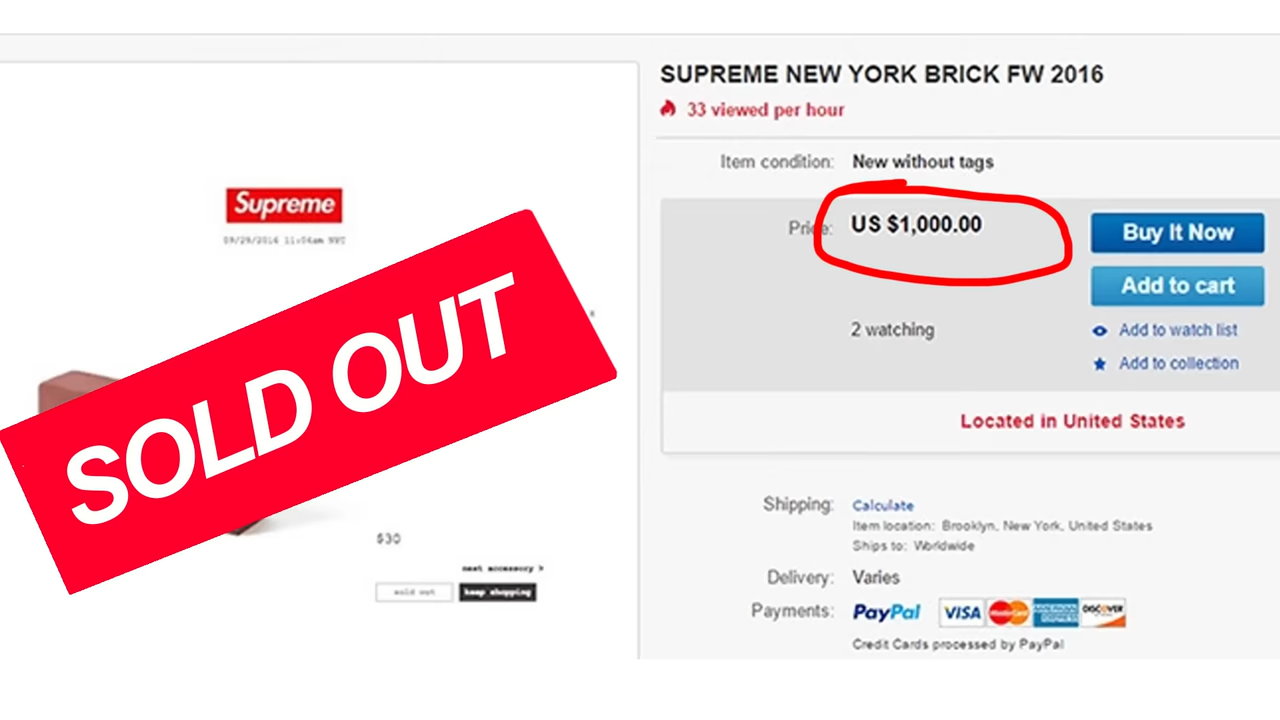 Supreme
09/29/2016 11:04am NYC
SOLD OUT
$30
next accessory >
sold out
keep shopping
SUPREME NEW YORK BRICK FW 2016
33 viewed per hour
Item condition: New without tags
Price: US $1,000.00
Buy It Now
Add to cart
2 watching
Add to watch list
Add to collection
Located in United States
Shipping: Calculate
Item location: Brooklyn, New York, United States
Ships to: Worldwide
Delivery: Varies
Payments: PayPal VISA MasterCard AMERICAN EXPRESS DISCOVER
Credit Cards processed by PayPal